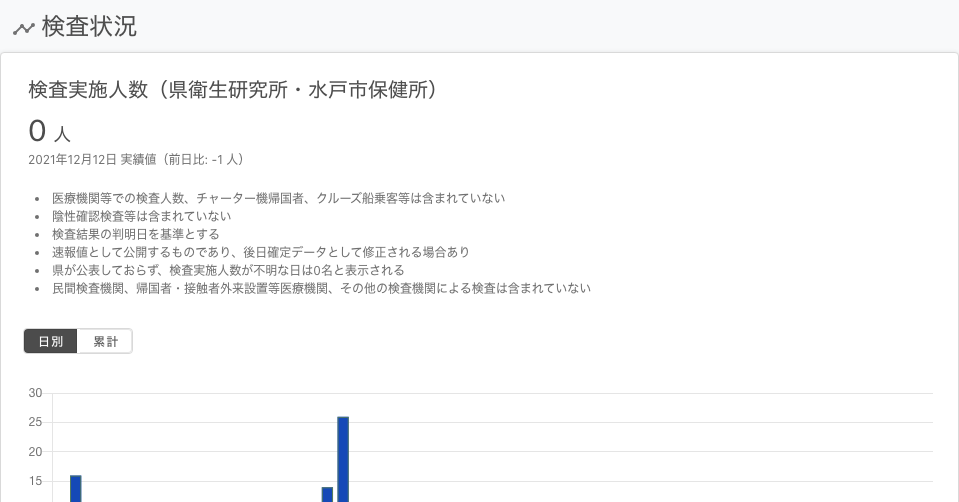 検査状況
検査実施人数（県衛生研究所・水戸市保健所）
0 人
2021年12月12日 実績値（前日比: -1 人）
医療機関等での検査人数、チャーター機帰国者、クルーズ船乗客等は含まれていない
陰性確認検査等は含まれていない
検査結果の判明日を基準とする
速報値として公開するものであり、後日確定データとして修正される場合あり
県が公表しておらず、検査実施人数が不明な日は0名と表示される
民間検査機関、帰国者・接触者外来設置等医療機関、その他の検査機関による検査は含まれていない
日別 累計
30
25
20
15